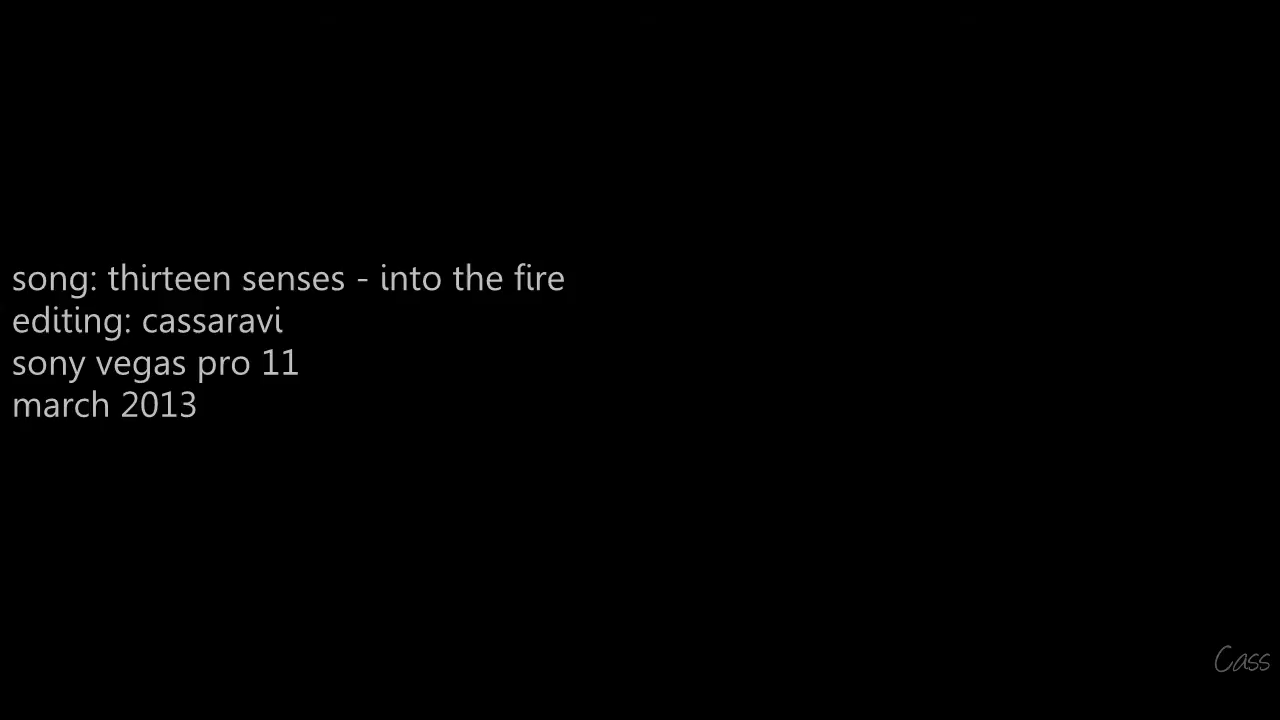 song: thirteen senses - into the fire
editing: cassaravi
sony vegas pro 11
march 2013
Cass